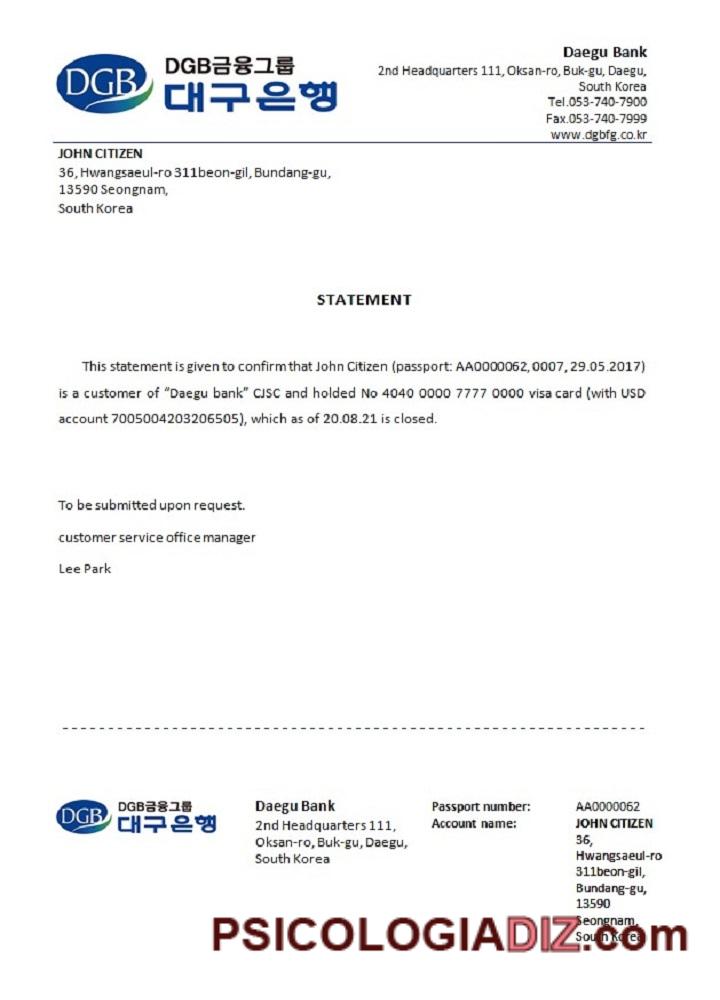 DGB
DGB금융그룹
대구은행
Daegu Bank
2nd Headquarters 111, Oksan-ro, Buk-gu, Daegu,
South Korea
Tel.053-740-7900
Fax.053-740-7999
www.dgbfg.co.kr
JOHN CITIZEN
36, Hwangsaeul-ro 311beon-gil, Bundang-gu,
13590 Seongnam,
South Korea
STATEMENT
This statement is given to confirm that John Citizen (passport: AA0000062, 0007, 29.05.2017)
is a customer of “Daegu bank” CJSC and holded No 4040 0000 7777 0000 visa card (with USD
account 7005004203206505), which as of 20.08.21 is closed.
To be submitted upon request.
customer service office manager
Lee Park
DGB
DGB금융그룹
대구은행
Daegu Bank
2nd Headquarters 111,
Oksan-ro, Buk-gu, Daegu,
South Korea
Passport number:
Account name:
AA0000062
JOHN CITIZEN
36,
Hwangsaeul-ro
311beon-gil,
Bundang-gu,
13590
Seongnam,
South Korea
PSICOLOGIADIZ.com